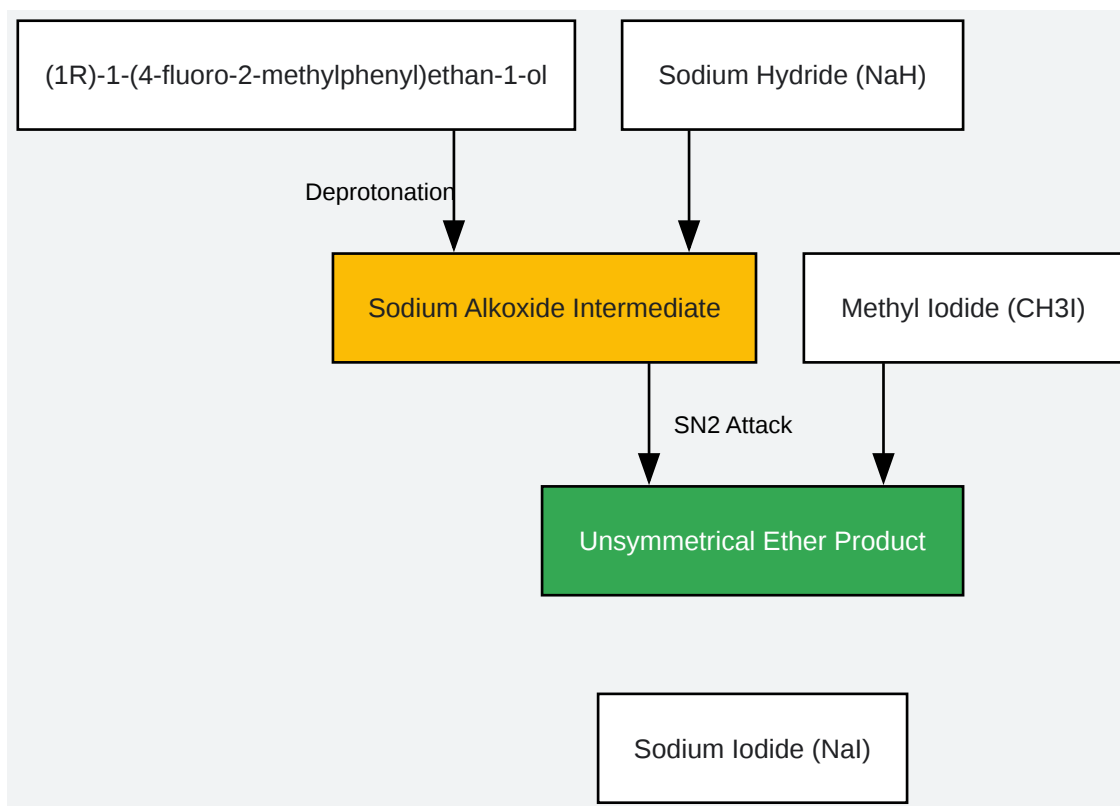 (1R)-1-(4-fluoro-2-methylphenyl)ethan-1-ol
Sodium Hydride (NaH)
Deprotonation
Sodium Alkoxide Intermediate
Methyl Iodide (CH3I)
SN2 Attack
Unsymmetrical Ether Product
Sodium Iodide (NaI)